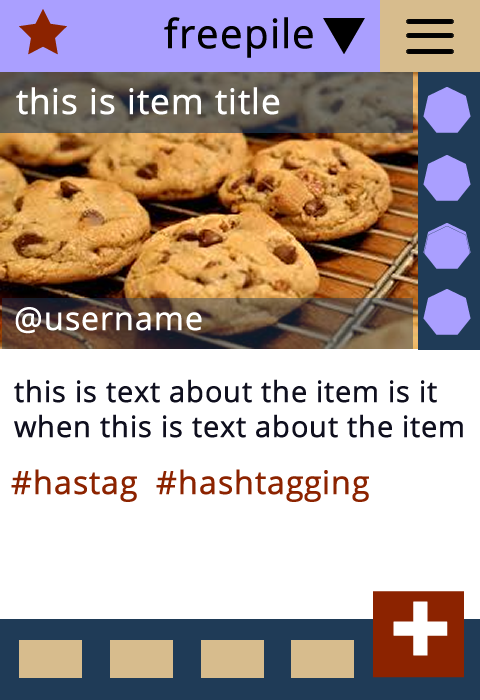 freepile
this is item title
@username
this is text about the item is it
when this is text about the item
#hastag #hashtagging